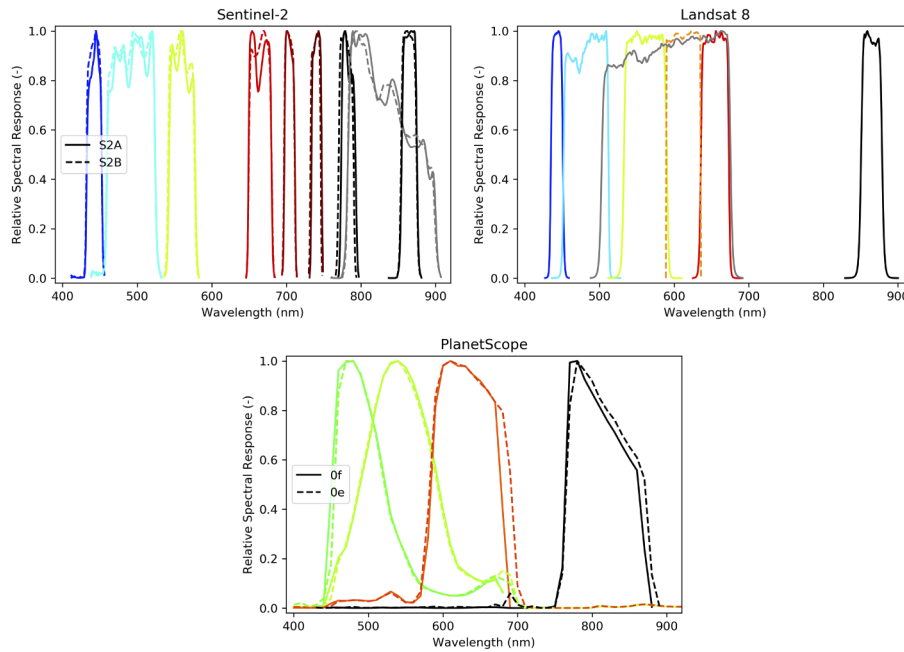 Sentinel-2
Relative Spectral Response (-)
1.0
0.8
0.6
0.4
0.2
0.0
S2A
S2B
400 500 600 700 800 900
Wavelength (nm)
Landsat 8
Relative Spectral Response (-)
1.0
0.8
0.6
0.4
0.2
0.0
400 500 600 700 800 900
Wavelength (nm)
PlanetScope
Relative Spectral Response (-)
1.0
0.8
0.6
0.4
0.2
0.0
0f
0e
400 500 600 700 800 900
Wavelength (nm)